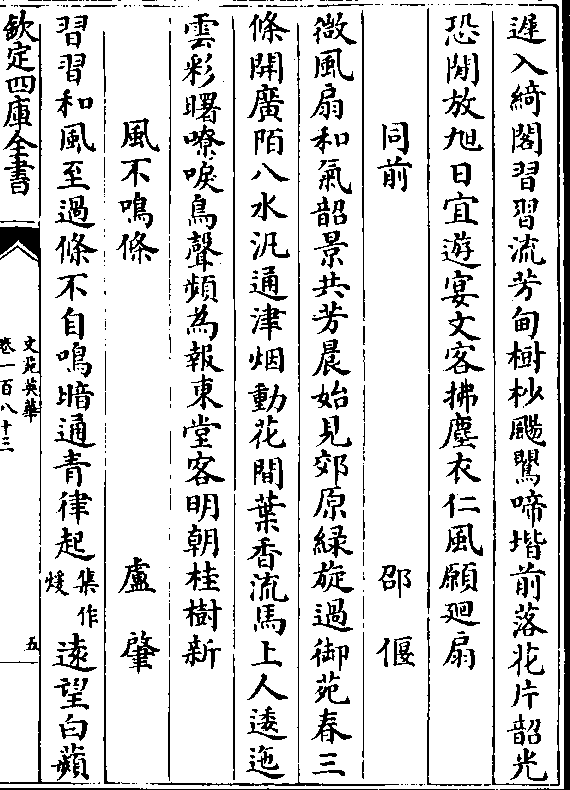 遲入綺閣習習流芳甸樹杪颺鸎啼堦前落花片韶光
恐閒放旭日宜遊宴文客拂塵衣仁風願廻扇
同前 邵偃
微風扇和氣韶景共芳晨始見郊原綠旋過御苑春三
條開廣陌八水汎通津烟動花間葉香流馬上人逶迤
雲彩曙嘹唳鳥聲頻為報東堂客明朝桂樹新
風不鳴條 盧肇
習習和風至過條不自鳴暗通青律起集作煖遠望白蘋
欽定四庫全書
文苑英華
卷一百八十三
五